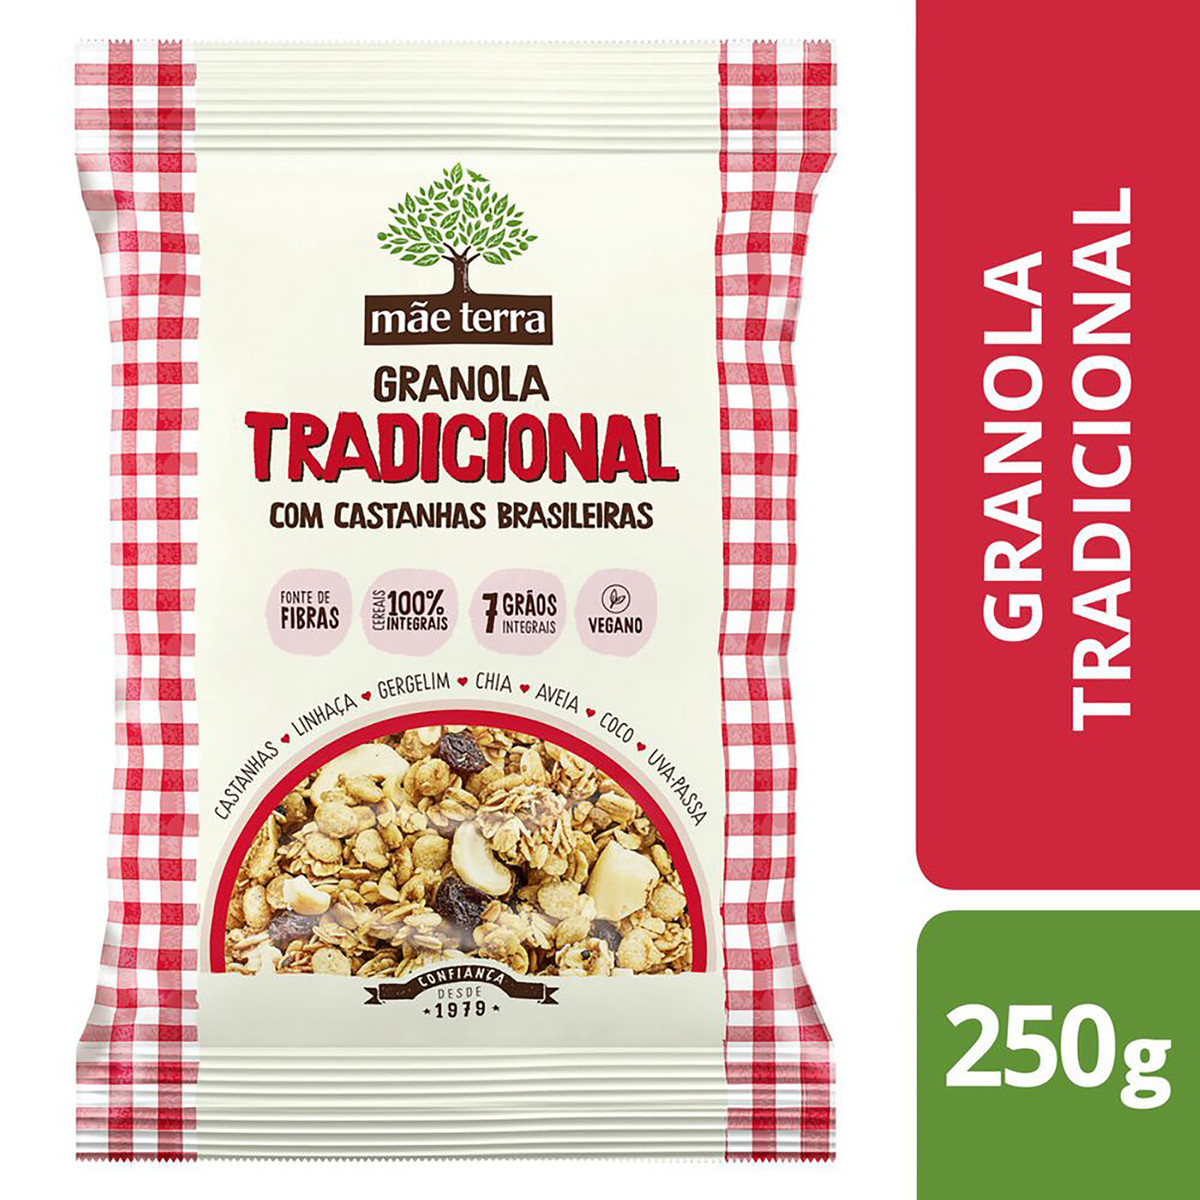 mãe terra
GRANOLA
TRADICIONAL
COM CASTANHAS BRASILEIRAS
FONTE DE
FIBRAS
CEREAIS
100%
INTEGRAIS
7 GRÃOS
INTEGRAIS
VEGANO
CASTANHAS ♥ LINHAÇA ♥ GERGELIM ♥ CHIA ♥ AVEIA ♥ COCO ♥ UVA-PASSA
CONFIANÇA
DESDE
★1979★
GRANOLA
TRADICIONAL
250g